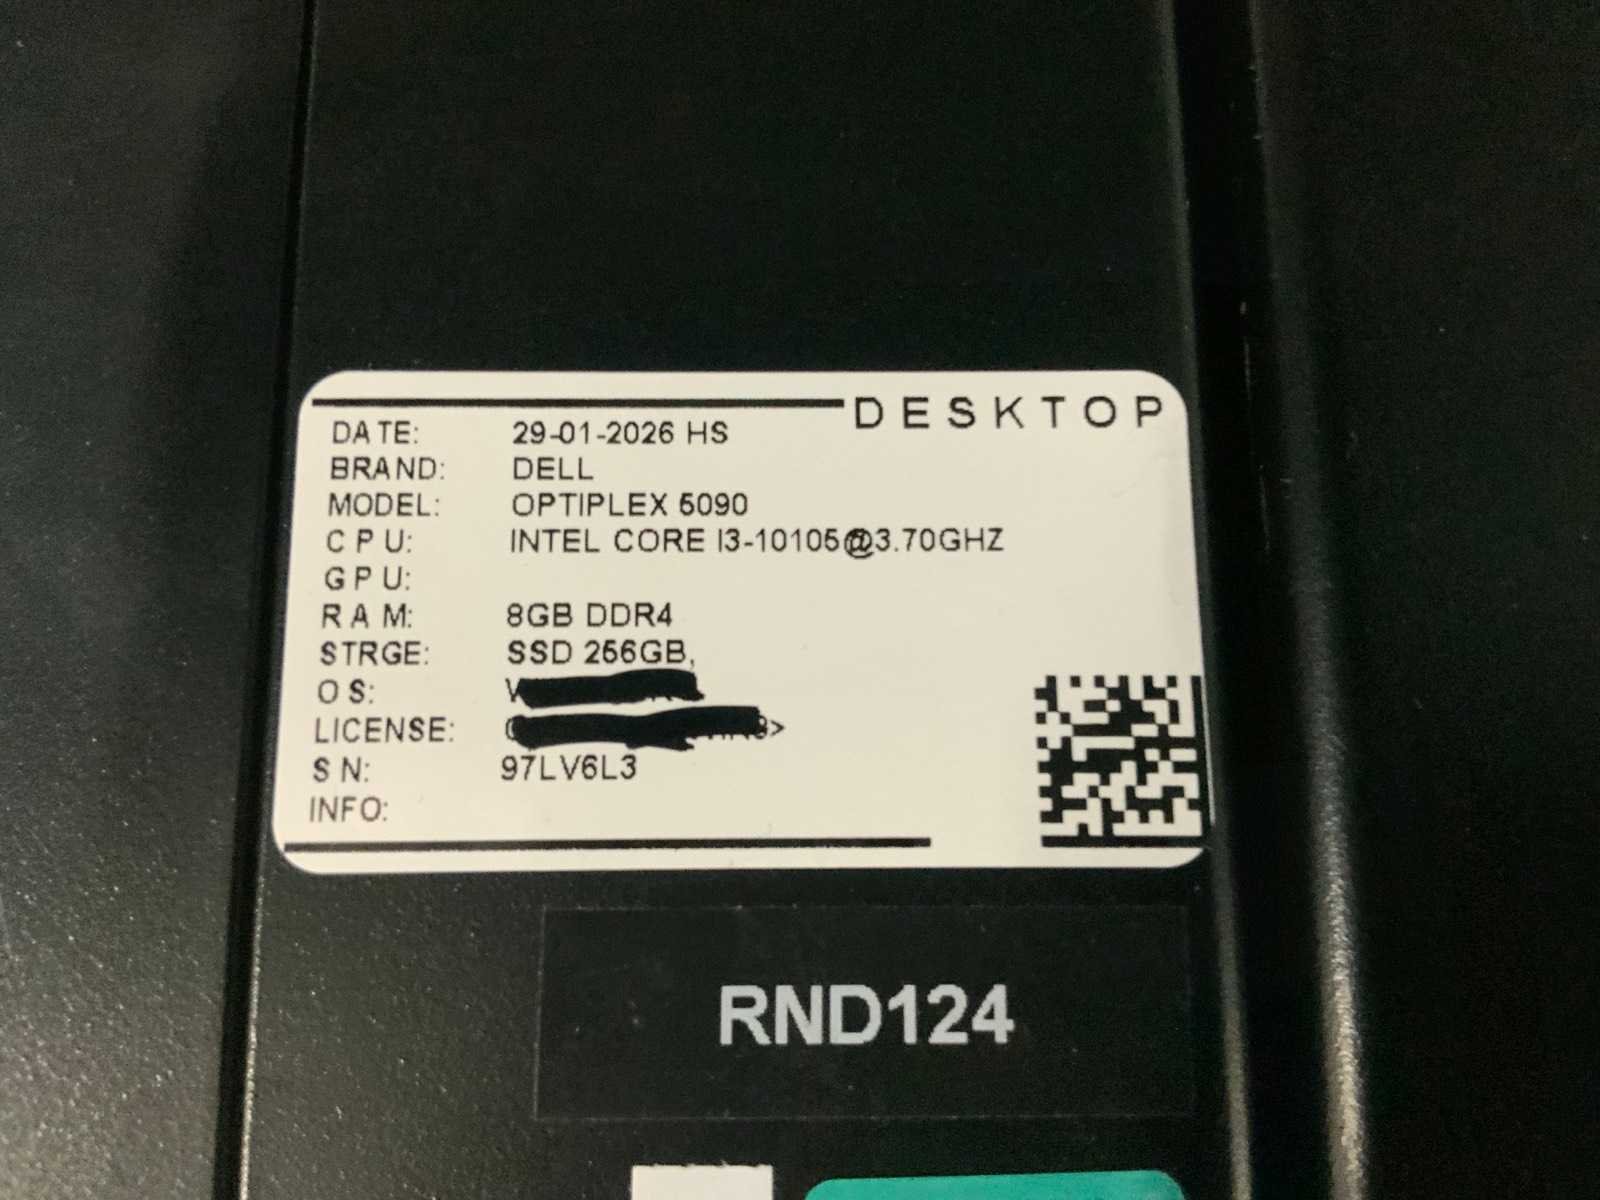 DESKTOP
DATE: 29-01-2026 HS
BRAND: DELL
MODEL: OPTIPLEX 5090
CPU: INTEL CORE I3-10105@3.70GHZ
GPU:
RAM: 8GB DDR4
STRGE: SSD 256GB,
OS:
LICENSE:
SN: 97LV6L3
INFO:
RND124